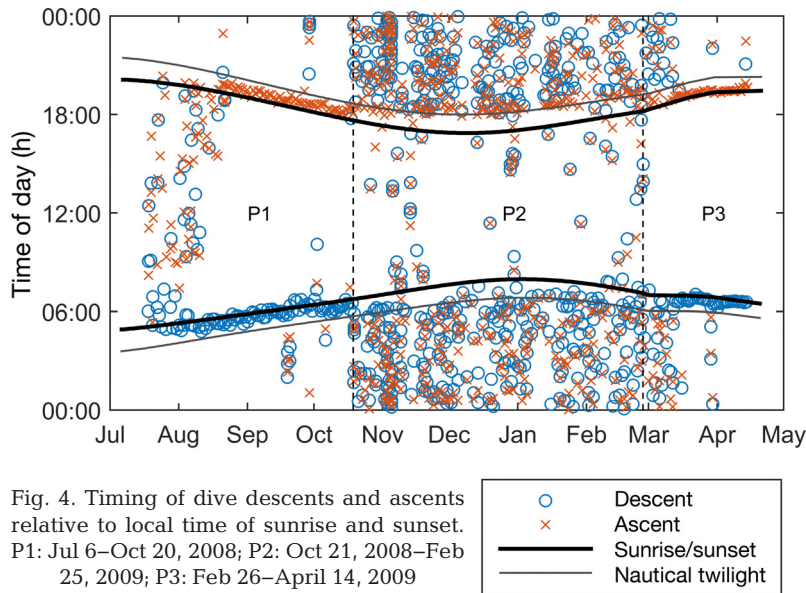 00:00
18:00
12:00
06:00
00:00
Time of day (h)
P1
P2
P3
Jul Aug Sep Oct Nov Dec Jan Feb Mar Apr May
Fig. 4. Timing of dive descents and ascents
relative to local time of sunrise and sunset.
P1: Jul 6–Oct 20, 2008; P2: Oct 21, 2008–Feb
25, 2009; P3: Feb 26–April 14, 2009
Descent
Ascent
Sunrise/sunset
Nautical twilight